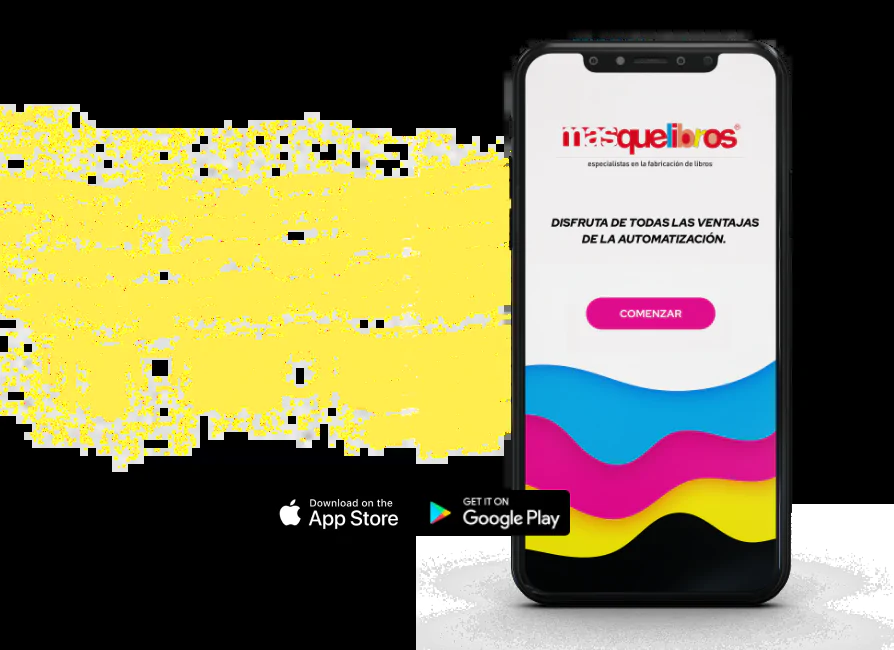 masquelibros®
especialistas en la fabricación de libros
DISFRUTA DE TODAS LAS VENTAJAS
DE LA AUTOMATIZACIÓN.
COMENZAR
Download on the
App Store
GET IT ON
Google Play